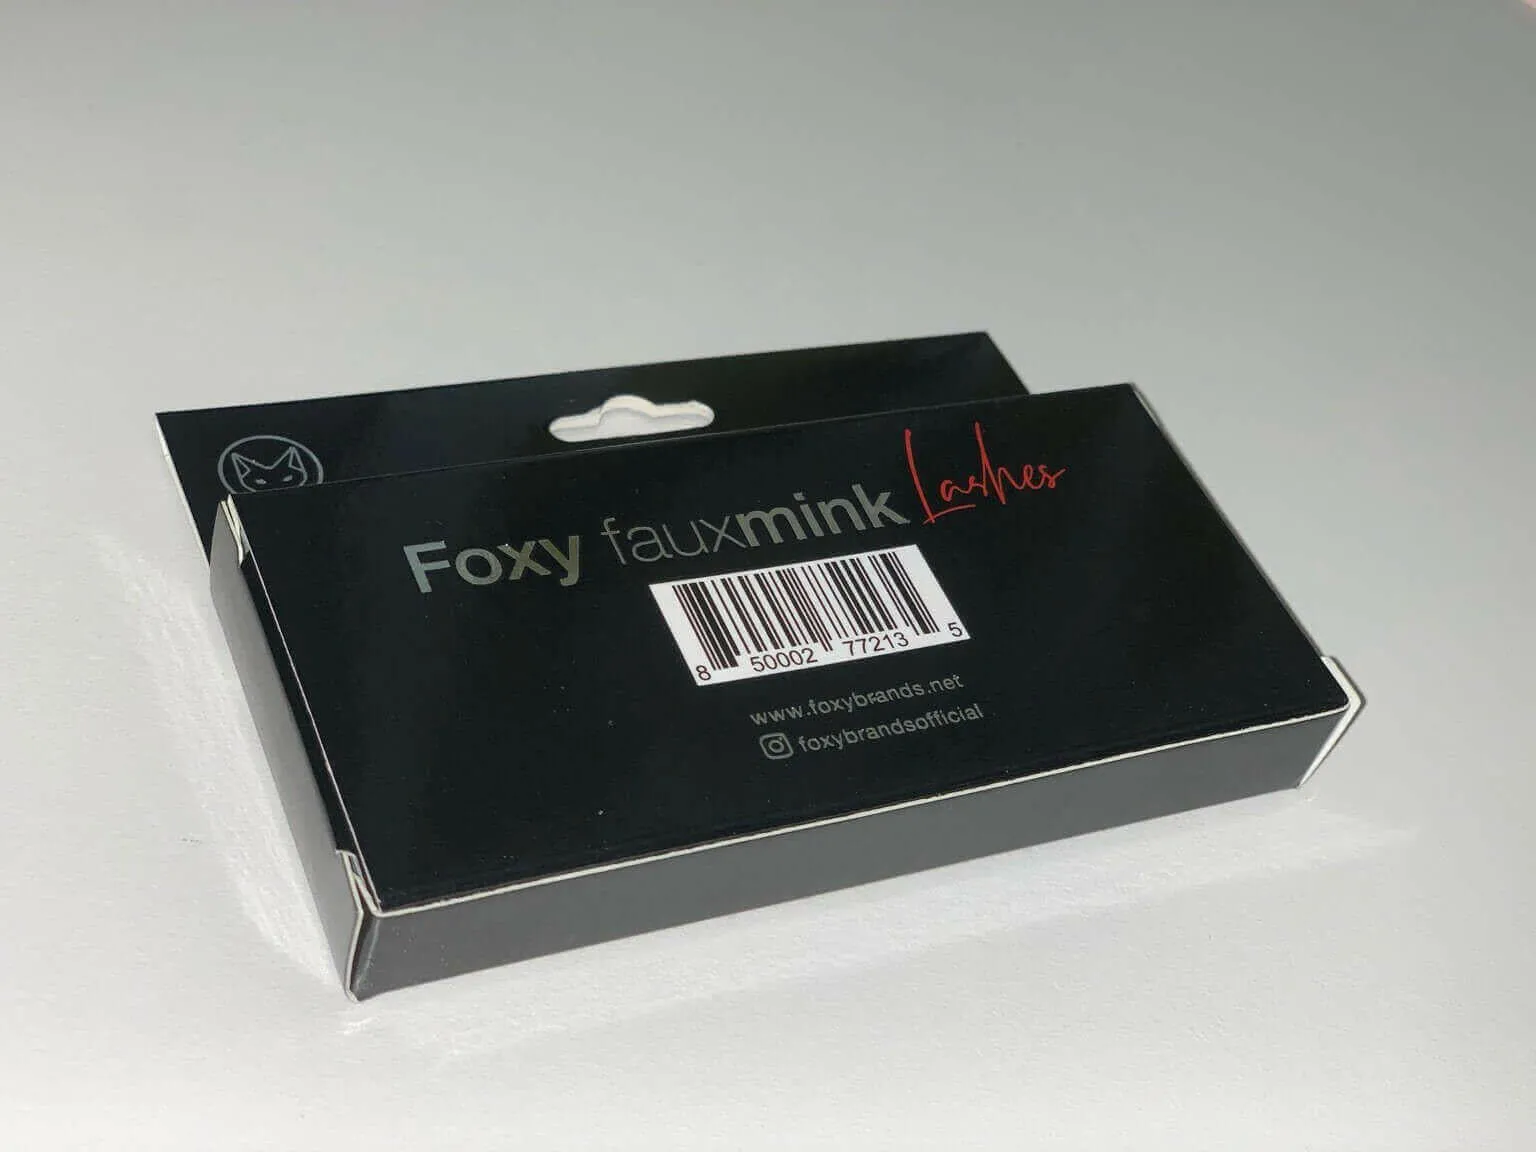 Foxy fauxmink Lashes
8 50002 77213 5
www.foxybrands.net
foxybrandsofficial